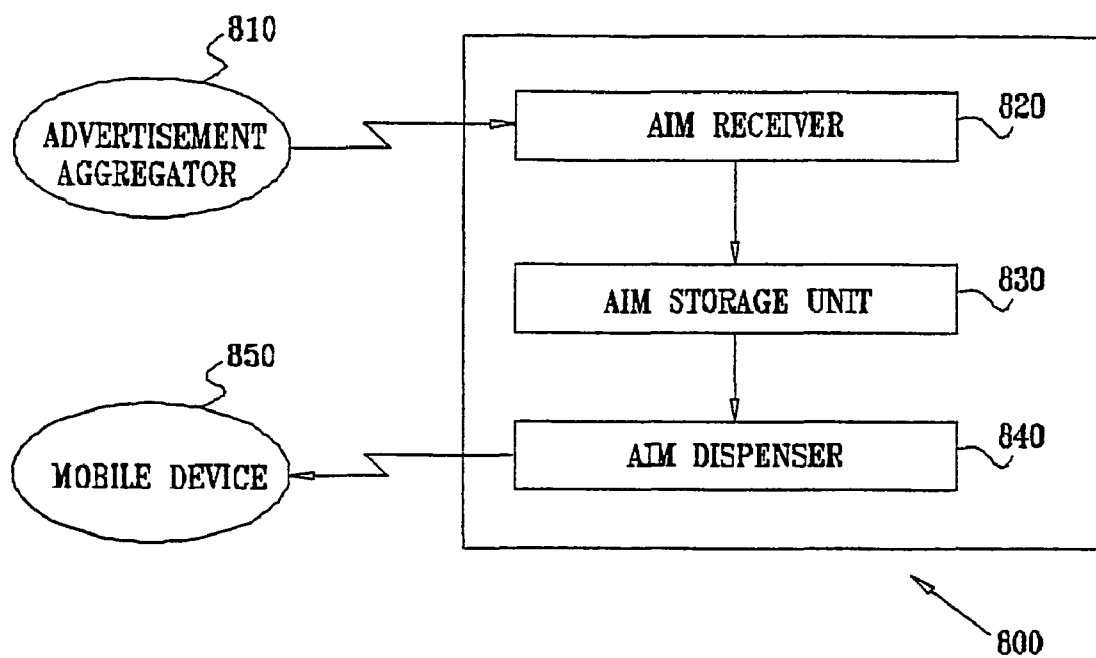 810
ADVERTISEMENT
AGGREGATOR
AIM RECEIVER
820
AIM STORAGE UNIT
830
850
MOBILE DEVICE
AIM DISPENSER
840
800